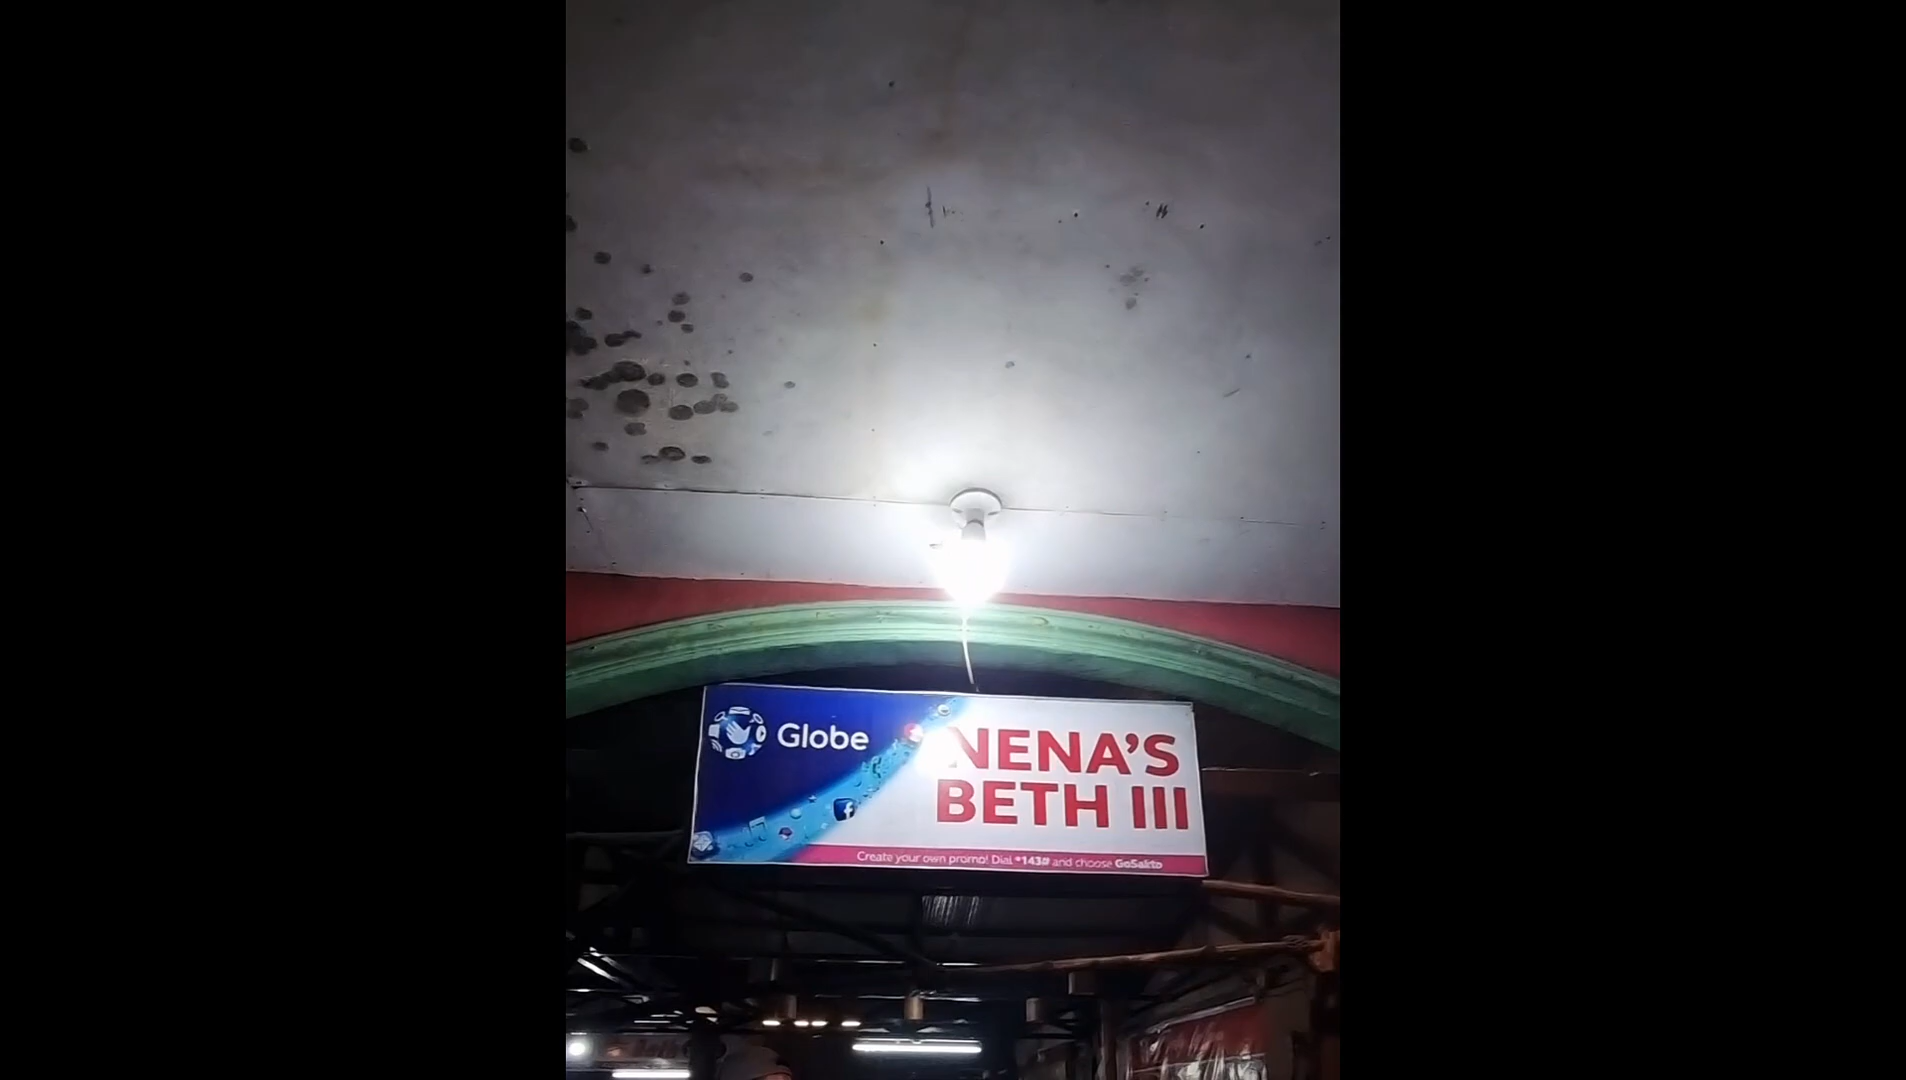 Globe
NENA'S
BETH III
Create your own promo! Dial *143# and choose GoSakto